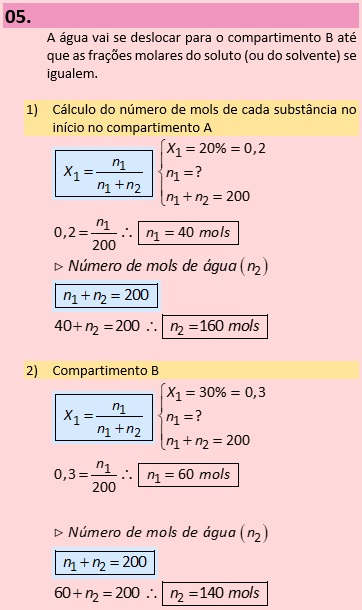 05.
A água vai se deslocar para o compartimento B até
que as frações molares do soluto (ou do solvente) se
igualem.
1) Cálculo do número de mols de cada substância no
início no compartimento A
X₁ = n₁ / (n₁ + n₂) { X₁ = 20% = 0,2
n₁ = ?
n₁ + n₂ = 200
0,2 = n₁ / 200 ∴ n₁ = 40 mols
▷ Número de mols de água (n₂)
n₁ + n₂ = 200
40 + n₂ = 200 ∴ n₂ = 160 mols
2) Compartimento B
X₁ = n₁ / (n₁ + n₂) { X₁ = 30% = 0,3
n₁ = ?
n₁ + n₂ = 200
0,3 = n₁ / 200 ∴ n₁ = 60 mols
▷ Número de mols de água (n₂)
n₁ + n₂ = 200
60 + n₂ = 200 ∴ n₂ = 140 mols